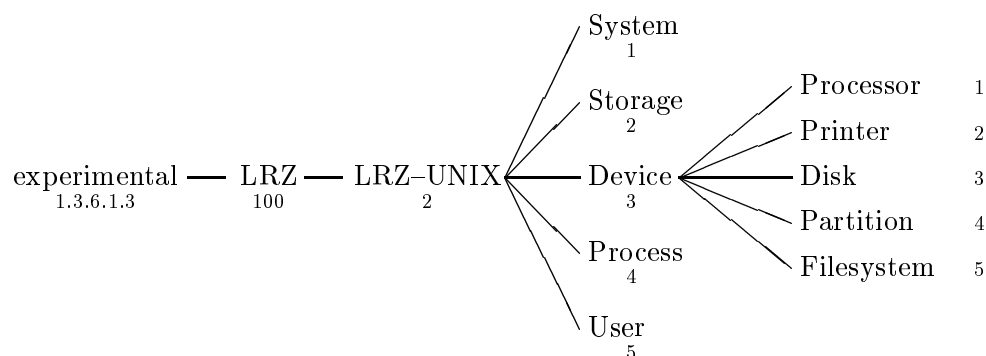 System
1
Processor 1
Storage
2
Printer 2
experimental LRZ LRZ–UNIX Device Disk 3
1.3.6.1.3 100 2 3
Partition 4
Process
4
Filesystem 5
User
5